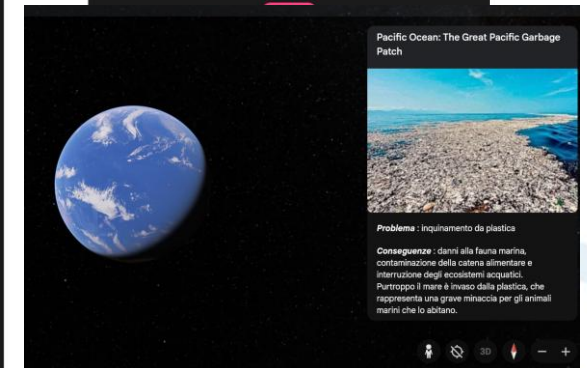 Pacific Ocean: The Great Pacific Garbage
Patch
Problema : inquinamento da plastica
Conseguenze : danni alla fauna marina,
contaminazione della catena alimentare e
interruzione degli ecosistemi acquatici.
Purtroppo il mare è invaso dalla plastica, che
rappresenta una grave minaccia per gli animali
marini che lo abitano.
3D